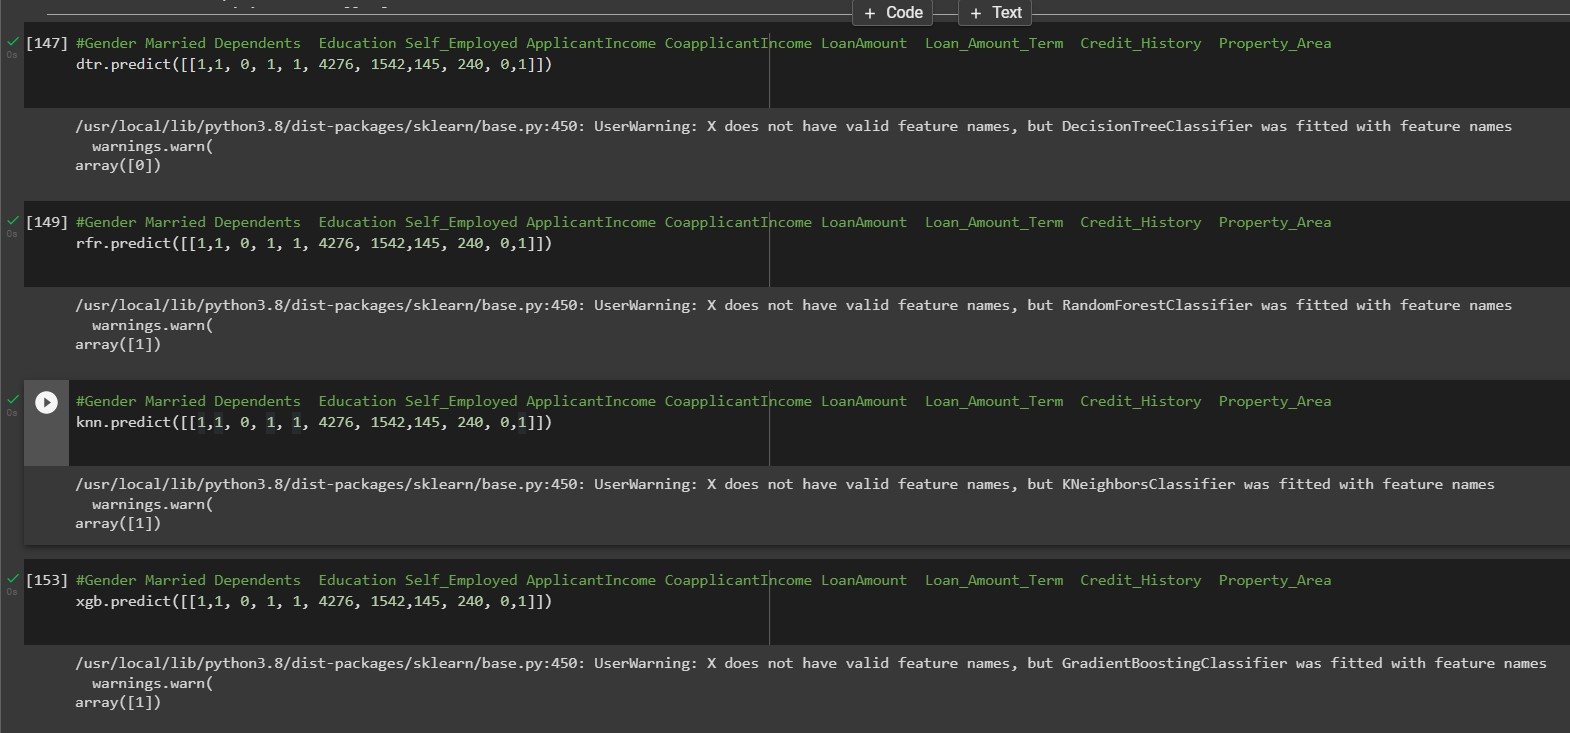 + Code + Text
[147] #Gender Married Dependents  Education Self_Employed ApplicantIncome CoapplicantIncome LoanAmount  Loan_Amount_Term  Credit_History  Property_Area
0s dtr.predict([[1,1, 0, 1, 1, 4276, 1542,145, 240, 0,1]])
/usr/local/lib/python3.8/dist-packages/sklearn/base.py:450: UserWarning: X does not have valid feature names, but DecisionTreeClassifier was fitted with feature names
  warnings.warn(
array([0])
[149] #Gender Married Dependents  Education Self_Employed ApplicantIncome CoapplicantIncome LoanAmount  Loan_Amount_Term  Credit_History  Property_Area
0s rfr.predict([[1,1, 0, 1, 1, 4276, 1542,145, 240, 0,1]])
/usr/local/lib/python3.8/dist-packages/sklearn/base.py:450: UserWarning: X does not have valid feature names, but RandomForestClassifier was fitted with feature names
  warnings.warn(
array([1])
#Gender Married Dependents  Education Self_Employed ApplicantIncome CoapplicantIncome LoanAmount  Loan_Amount_Term  Credit_History  Property_Area
0s knn.predict([[1,1, 0, 1, 1, 4276, 1542,145, 240, 0,1]])
/usr/local/lib/python3.8/dist-packages/sklearn/base.py:450: UserWarning: X does not have valid feature names, but KNeighborsClassifier was fitted with feature names
  warnings.warn(
array([1])
[153] #Gender Married Dependents  Education Self_Employed ApplicantIncome CoapplicantIncome LoanAmount  Loan_Amount_Term  Credit_History  Property_Area
0s xgb.predict([[1,1, 0, 1, 1, 4276, 1542,145, 240, 0,1]])
/usr/local/lib/python3.8/dist-packages/sklearn/base.py:450: UserWarning: X does not have valid feature names, but GradientBoostingClassifier was fitted with feature names
  warnings.warn(
array([1])